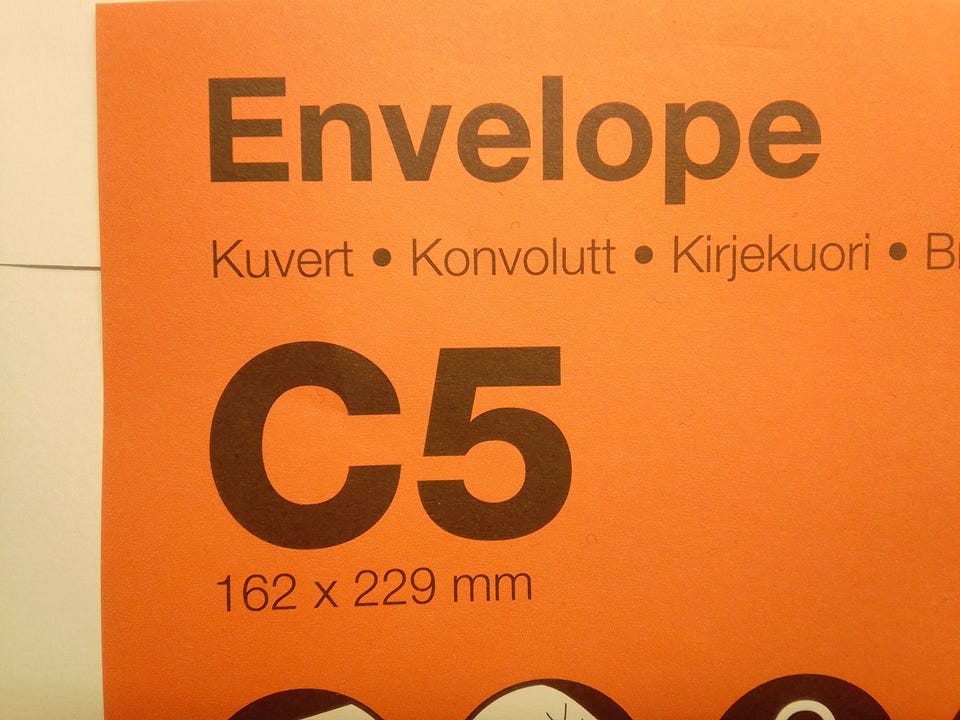 Envelope
Kuvert • Konvolutt • Kirjekuori •
C5
162 x 229 mm